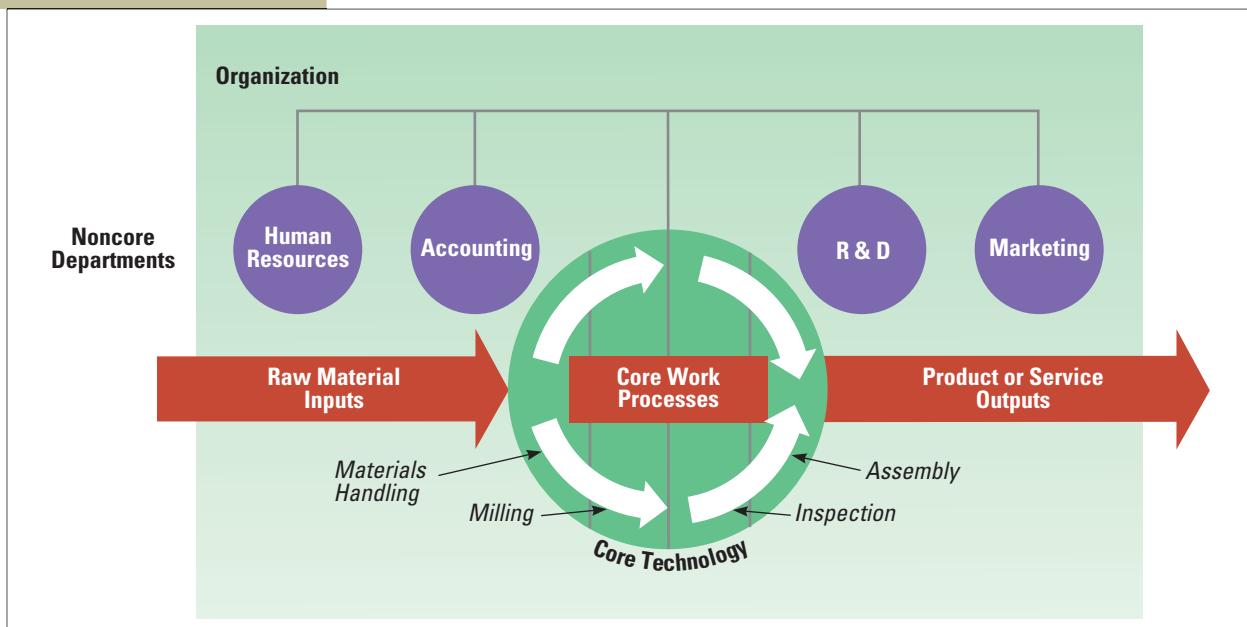 Organization
Noncore
Departments
Human
Resources
Accounting
R & D
Marketing
Raw Material
Inputs
Core Work
Processes
Product or Service
Outputs
Materials
Handling
Milling
Assembly
Inspection
Core Technology